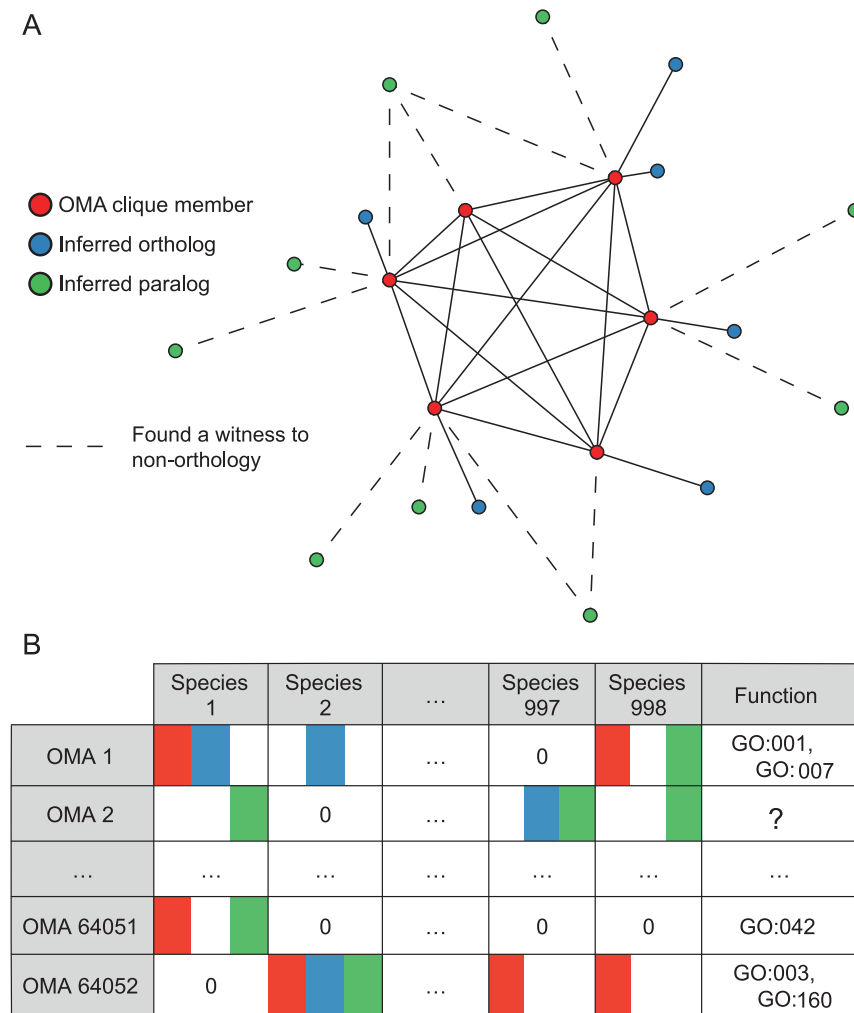 A
OMA clique member
Inferred ortholog
Inferred paralog
Found a witness to
non-orthology
B
Species
1
Species
2
...
Species
997
Species
998
Function
OMA 1
...
0
GO:001,
GO:007
OMA 2
0
...
?
...
...
...
...
...
...
...
OMA 64051
0
...
0
0
GO:042
OMA 64052
0
...
GO:003,
GO:160